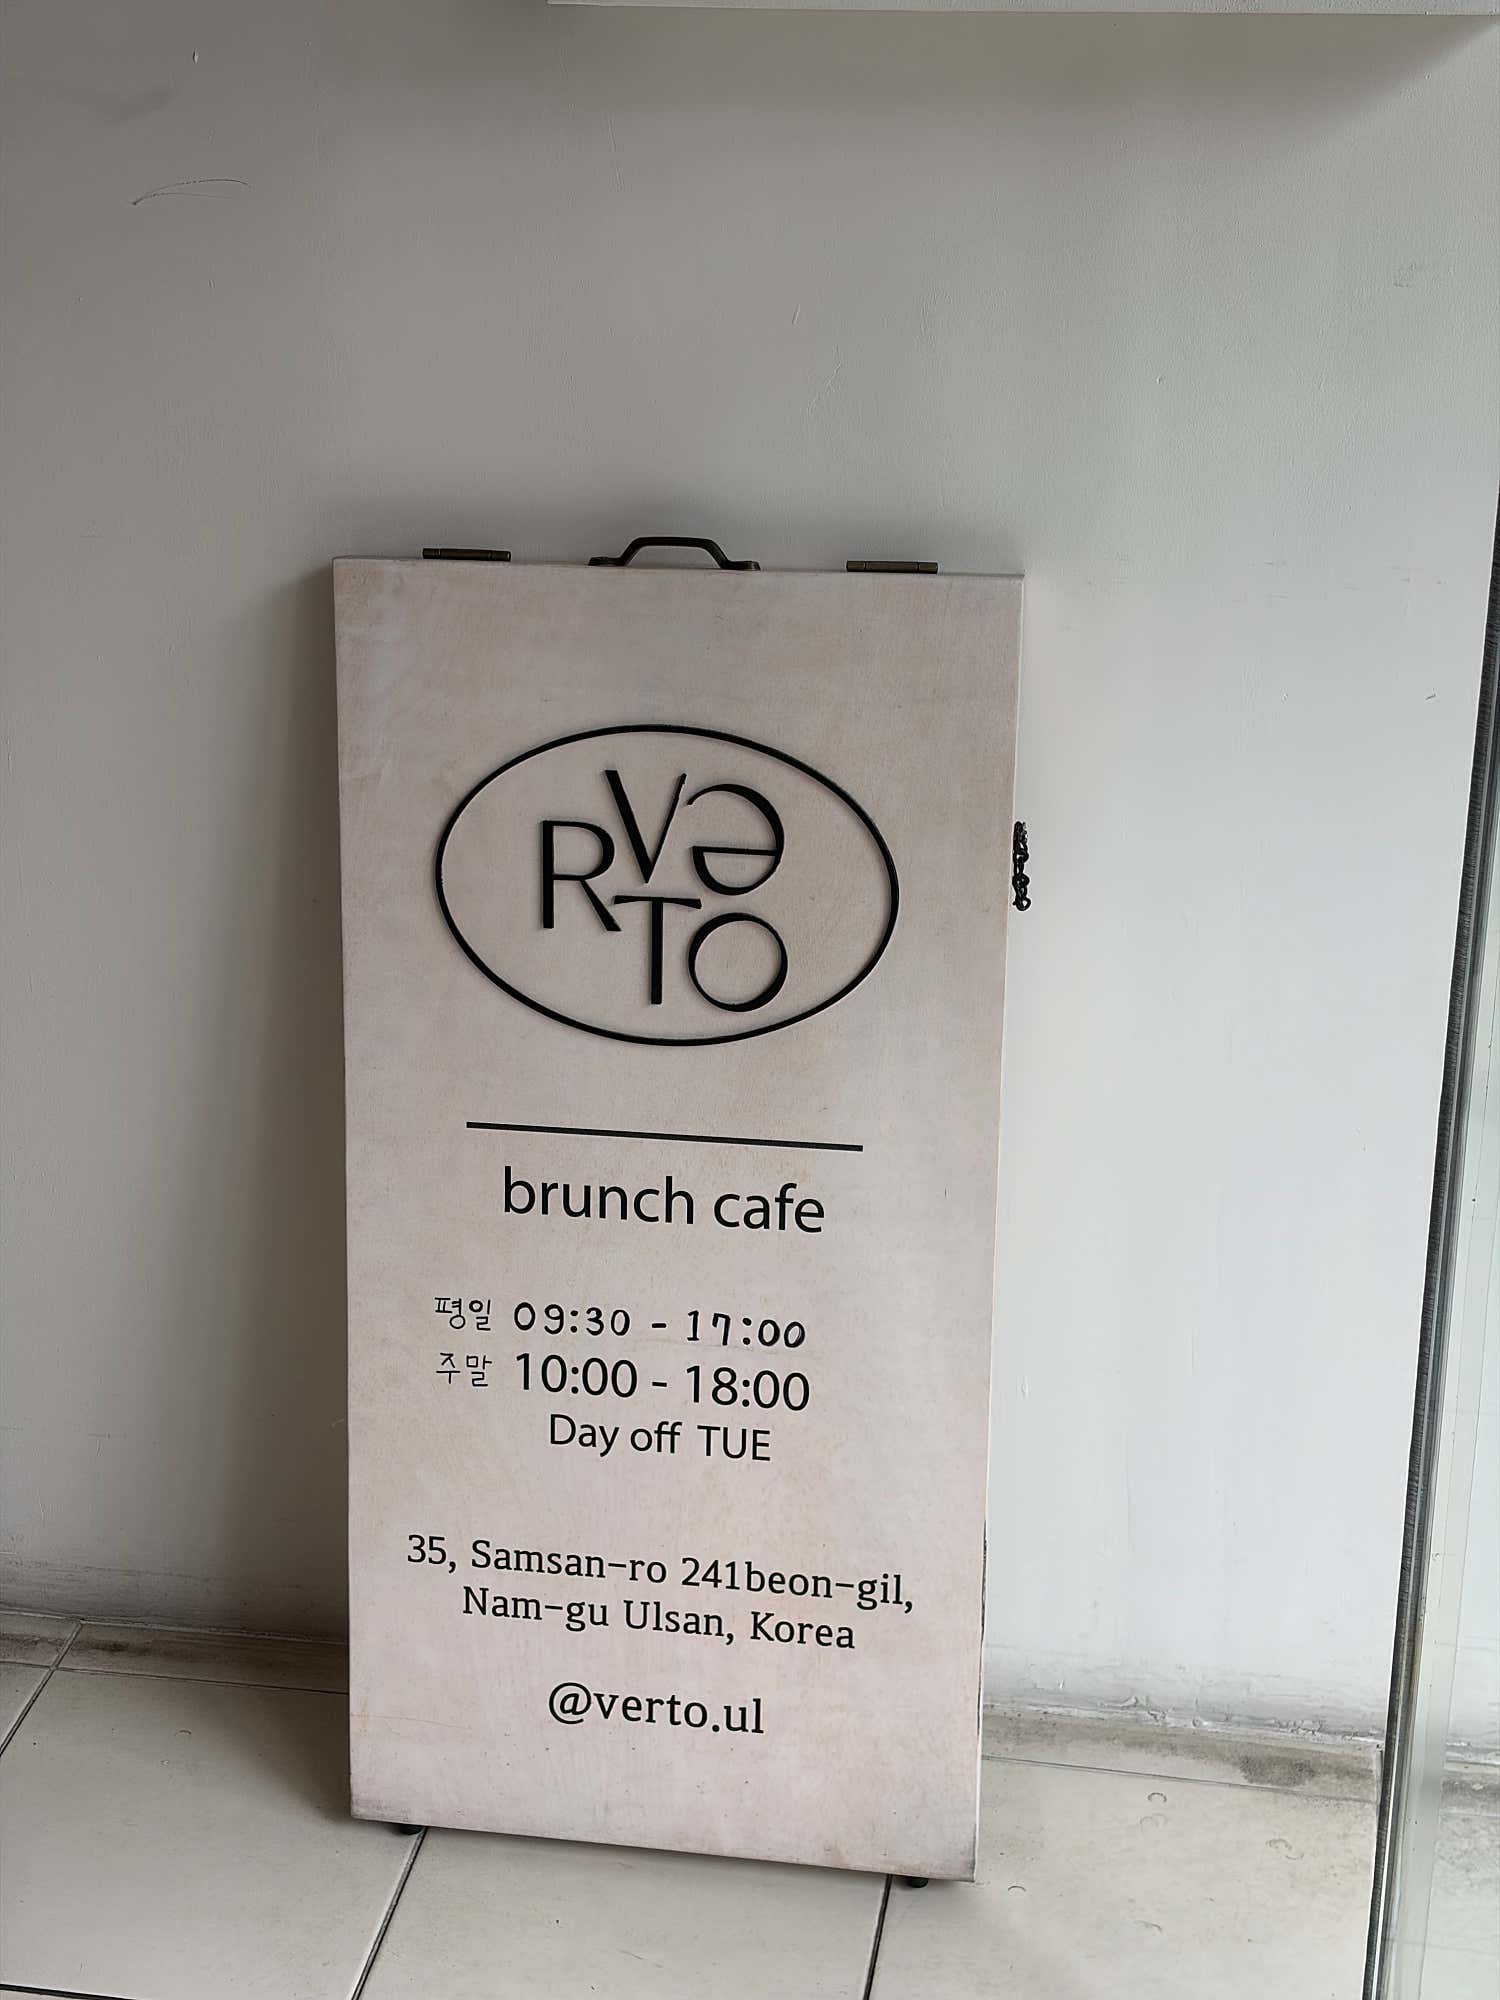 VERTO
brunch cafe
평일 09:30 - 17:00
주말 10:00 - 18:00
Day off TUE
35, Samsan-ro 241beon-gil,
Nam-gu Ulsan, Korea
@verto.ul